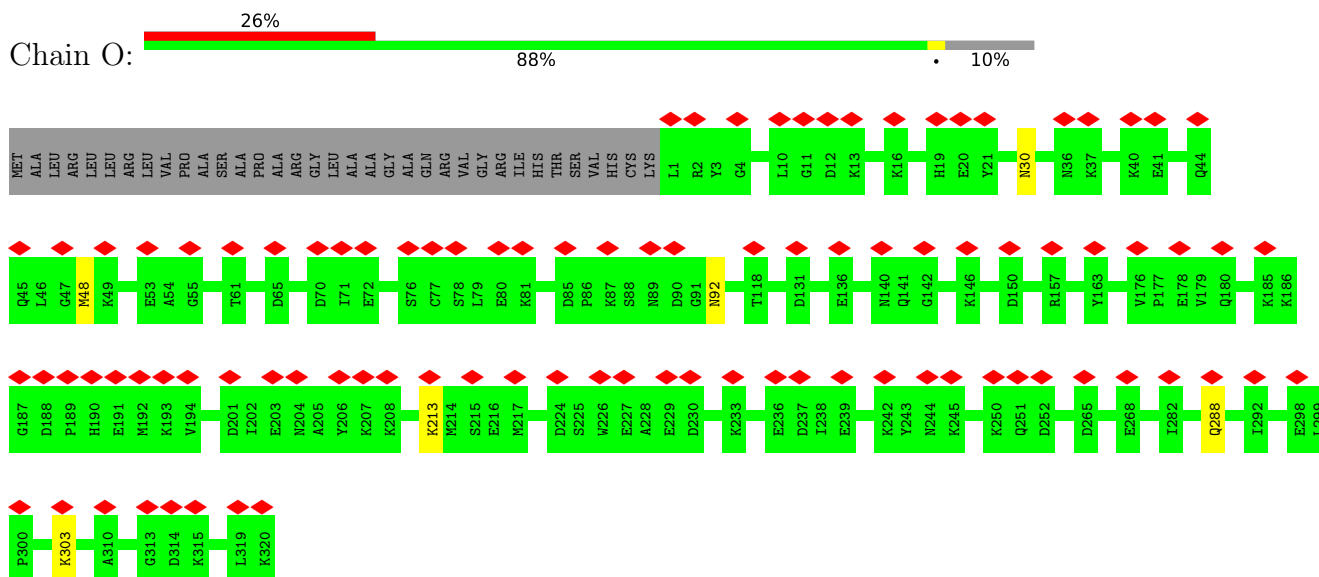 26%
Chain O:
88%
•
10%
MET ALA LEU ARG LEU LEU ARG LEU VAL PRO ALA SER ALA PRO ALA ARG GLY LEU ALA ALA GLY ALA GLN ARG VAL GLY ARG ILE HIS THR SER VAL HIS CYS LYS L1 R2 Y3 G4 L10 G11 D12 K13 K16 H19 E20 Y21 N30 N36 K37 K40 E41 Q44
Q45 L46 G47 M48 K49 E53 A54 G55 T61 D65 D70 I71 E72 S76 C77 S78 L79 E80 K81 D85 P86 K87 S88 N89 D90 G91 N92 T118 D131 E136 N140 Q141 G142 K146 D150 R157 Y163 V176 P177 E178 V179 Q180 K185 K186
G187 D188 P189 H190 E191 M192 K193 V194 D201 I202 E203 N204 A205 Y206 K207 K208 K213 M214 S215 E216 M217 D224 S225 W226 E227 A228 E229 D230 K233 E236 D237 I238 E239 K242 Y243 N244 K245 K250 Q251 D252 D265 E268 I282 Q288 I292 E298 L299
P300 K303 A310 G313 D314 K315 L319 K320